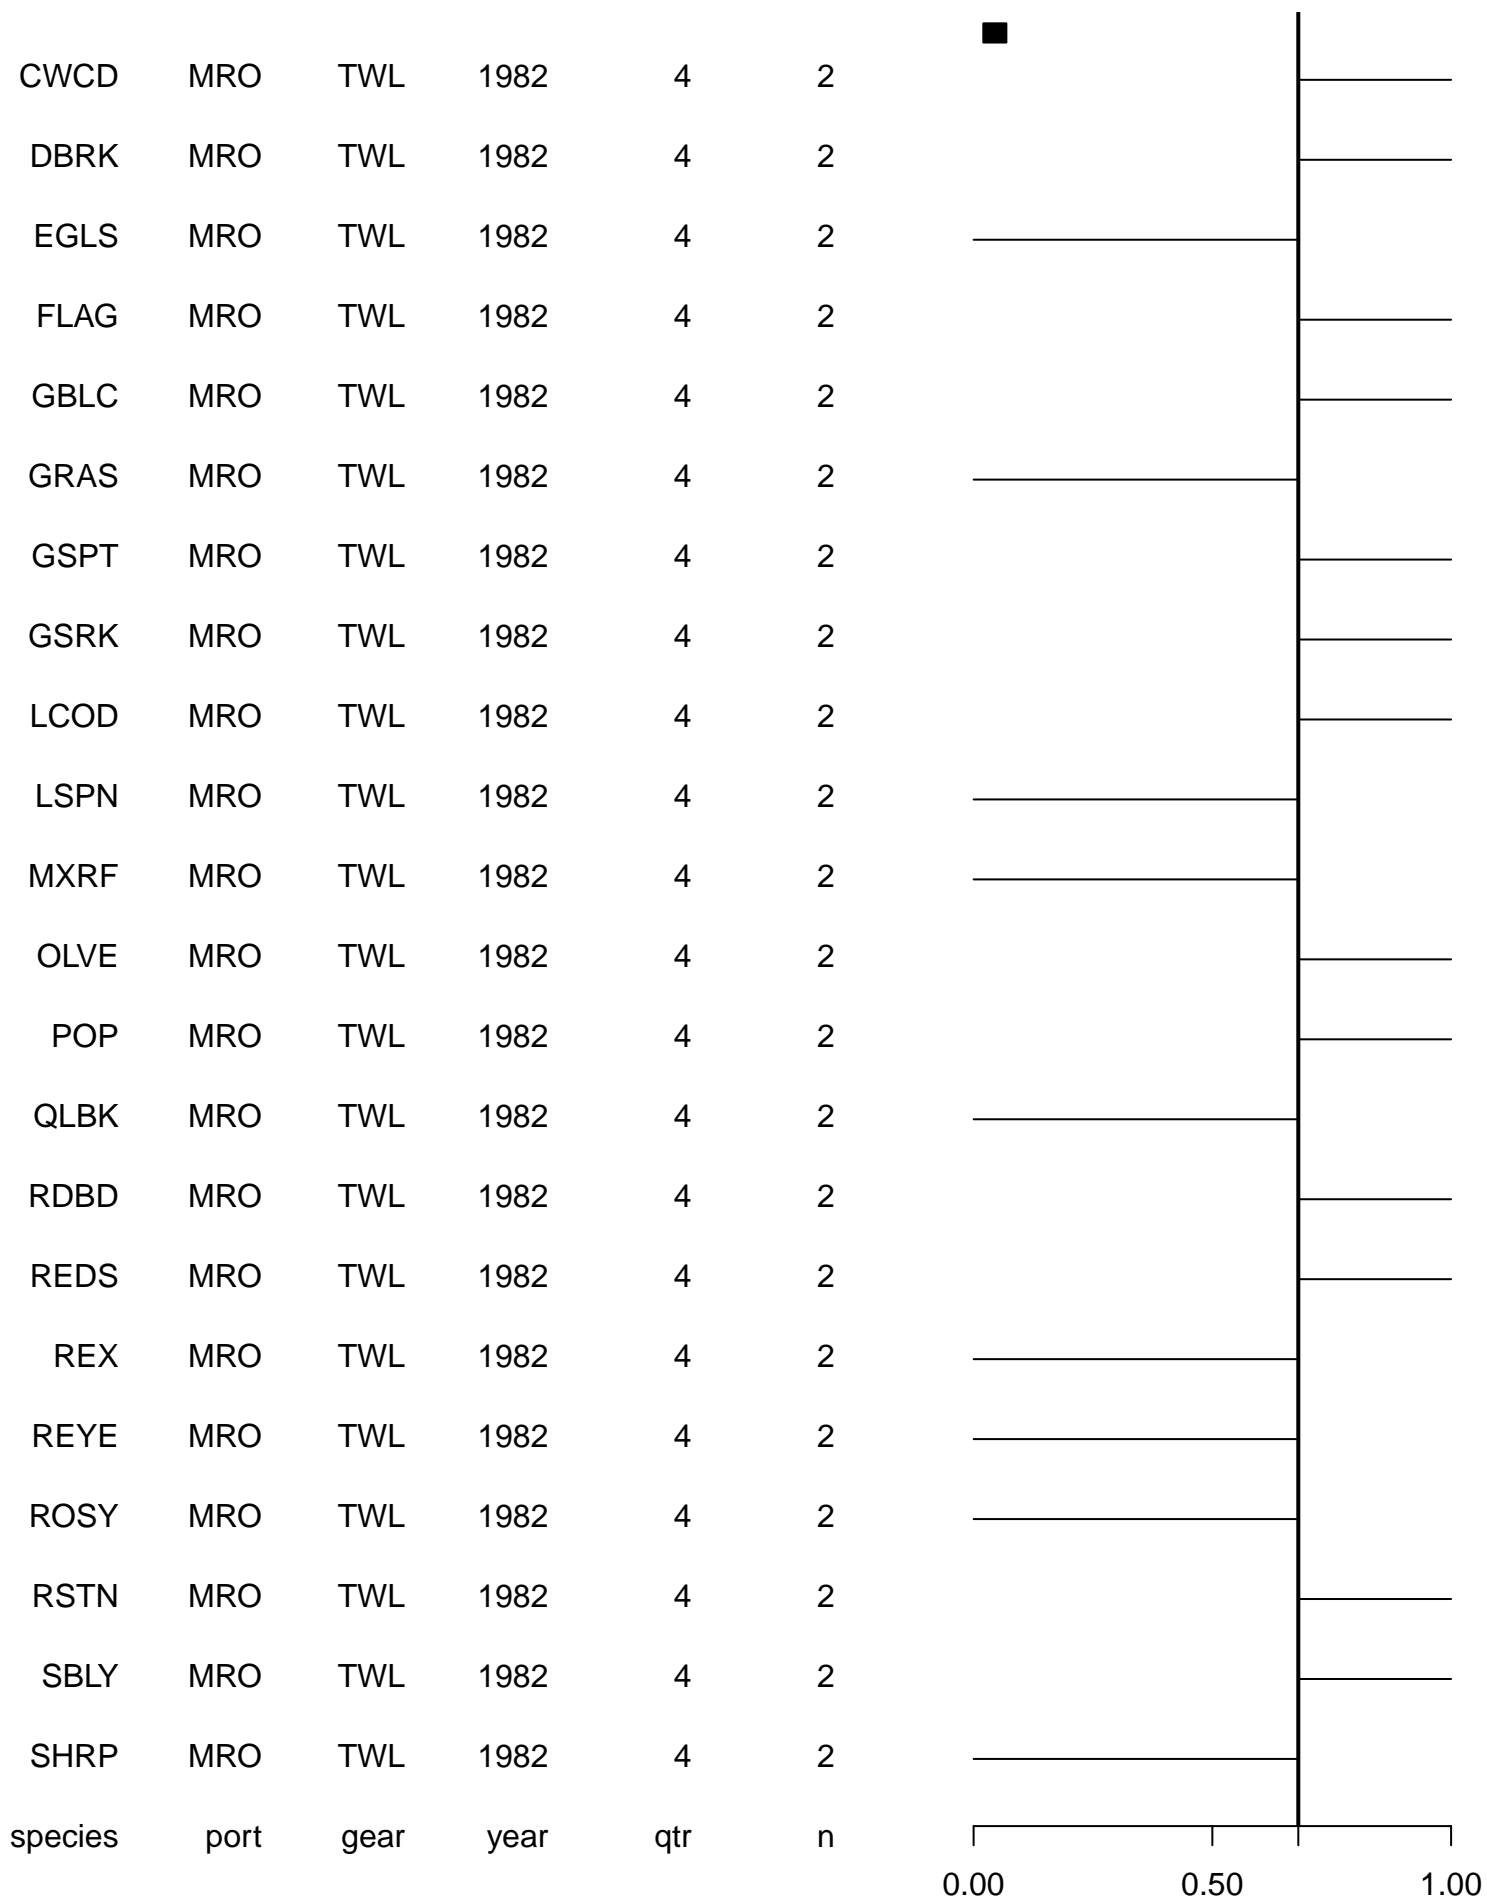 CWCD MRO TWL 1982 4 2
DBRK MRO TWL 1982 4 2
EGLS MRO TWL 1982 4 2
FLAG MRO TWL 1982 4 2
GBLC MRO TWL 1982 4 2
GRAS MRO TWL 1982 4 2
GSPT MRO TWL 1982 4 2
GSRK MRO TWL 1982 4 2
LCOD MRO TWL 1982 4 2
LSPN MRO TWL 1982 4 2
MXRF MRO TWL 1982 4 2
OLVE MRO TWL 1982 4 2
POP MRO TWL 1982 4 2
QLBK MRO TWL 1982 4 2
RDBD MRO TWL 1982 4 2
REDS MRO TWL 1982 4 2
REX MRO TWL 1982 4 2
REYE MRO TWL 1982 4 2
ROSY MRO TWL 1982 4 2
RSTN MRO TWL 1982 4 2
SBLY MRO TWL 1982 4 2
SHRP MRO TWL 1982 4 2
species port gear year qtr n
0.00 0.50 1.00